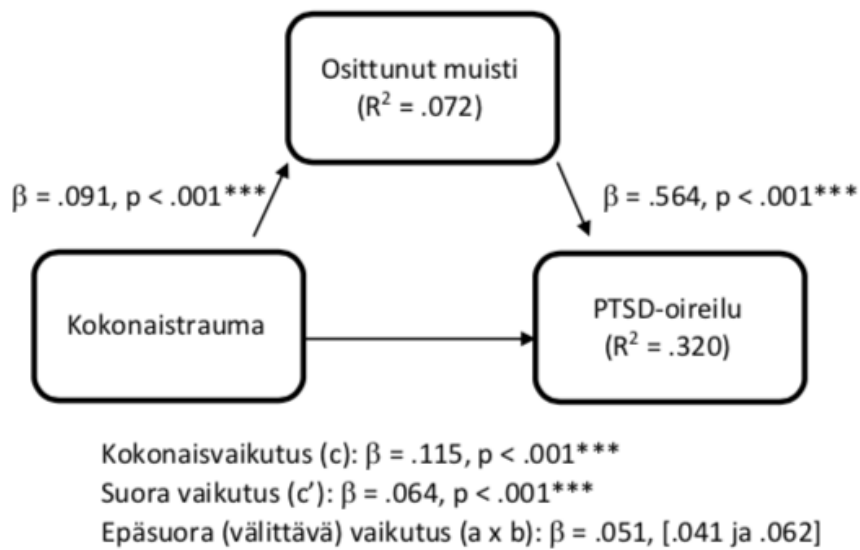 Osittunut muisti
(R² = .072)
β = .091, p < .001***
β = .564, p < .001***
Kokonaistrauma
PTSD-oireilu
(R² = .320)
Kokonaisvaikutus (c): β = .115, p < .001***
Suora vaikutus (c’): β = .064, p < .001***
Epäsuora (välittävä) vaikutus (a x b): β = .051, [.041 ja .062]